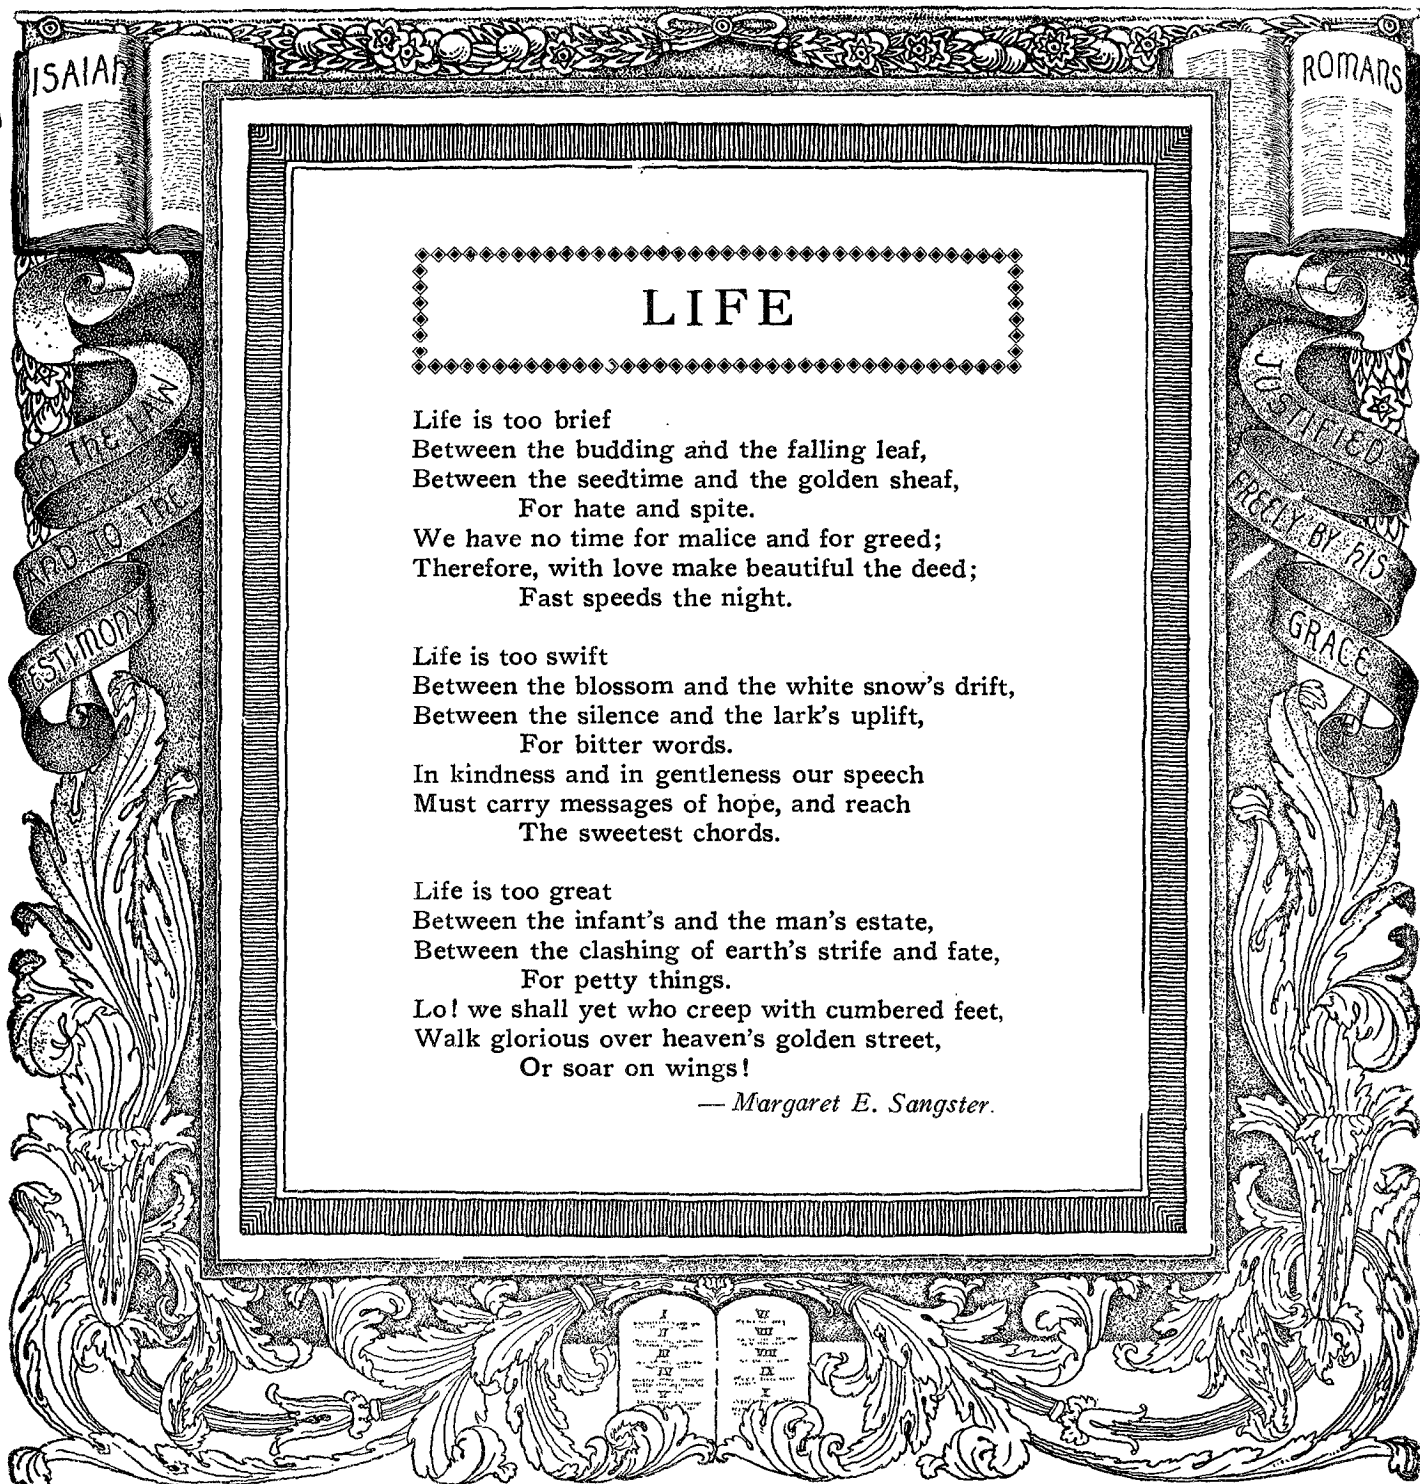 ISAIAH
ROMANS
TO THE LAW
AND TO THE
TESTIMONY
JUSTIFIED
FREELY BY HIS
GRACE
LIFE
Life is too brief
Between the budding and the falling leaf,
Between the seedtime and the golden sheaf,
For hate and spite.
We have no time for malice and for greed;
Therefore, with love make beautiful the deed;
Fast speeds the night.
Life is too swift
Between the blossom and the white snow's drift,
Between the silence and the lark's uplift,
For bitter words.
In kindness and in gentleness our speech
Must carry messages of hope, and reach
The sweetest chords.
Life is too great
Between the infant's and the man's estate,
Between the clashing of earth's strife and fate,
For petty things.
Lo! we shall yet who creep with cumbered feet,
Walk glorious over heaven's golden street,
Or soar on wings!
— Margaret E. Sangster.
I
II
III
IV
V
VI
VII
VIII
IX
X